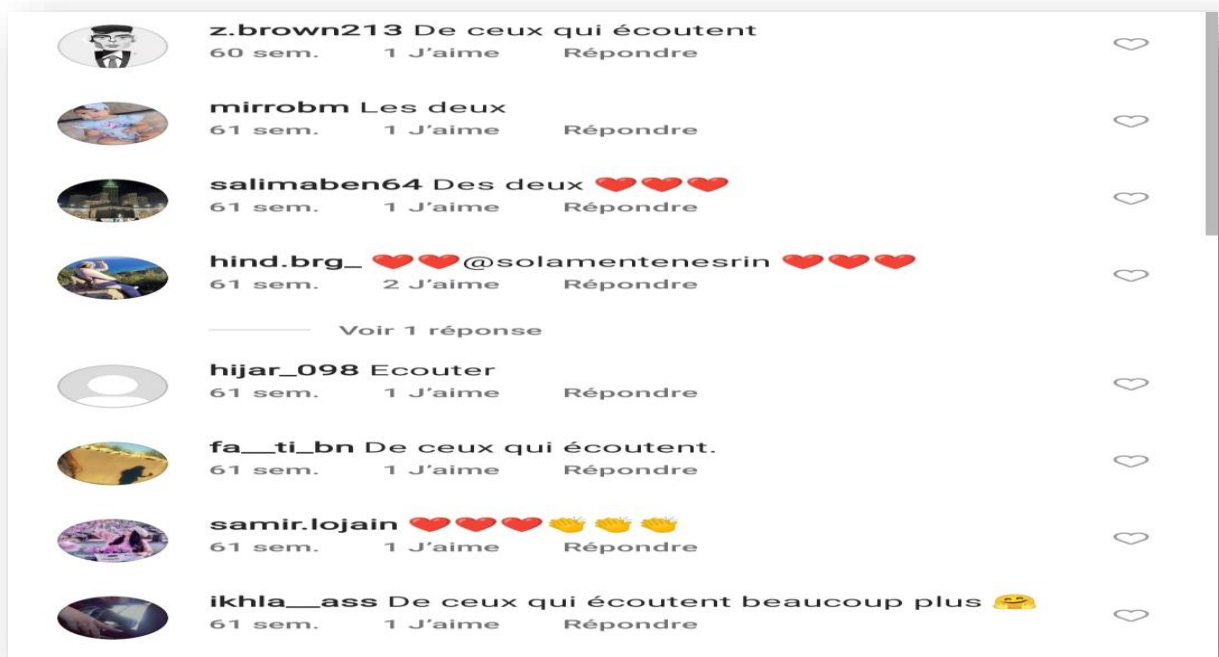 z.brown213 De ceux qui écoutent
60 sem. 1 J'aime Répondre
mirrobm Les deux
61 sem. 1 J'aime Répondre
salimaben64 Des deux ❤️❤️❤️
61 sem. 1 J'aime Répondre
hind.brg_ ❤️❤️@solamentenesrin ❤️❤️❤️
61 sem. 2 J'aime Répondre
Voir 1 réponse
hijar_098 Ecouter
61 sem. 1 J'aime Répondre
fa__ti_bn De ceux qui écoutent.
61 sem. 1 J'aime Répondre
samir.lojain ❤️❤️❤️👏👏👏
61 sem. 1 J'aime Répondre
ikhla__ass De ceux qui écoutent beaucoup plus 🤗
61 sem. 1 J'aime Répondre